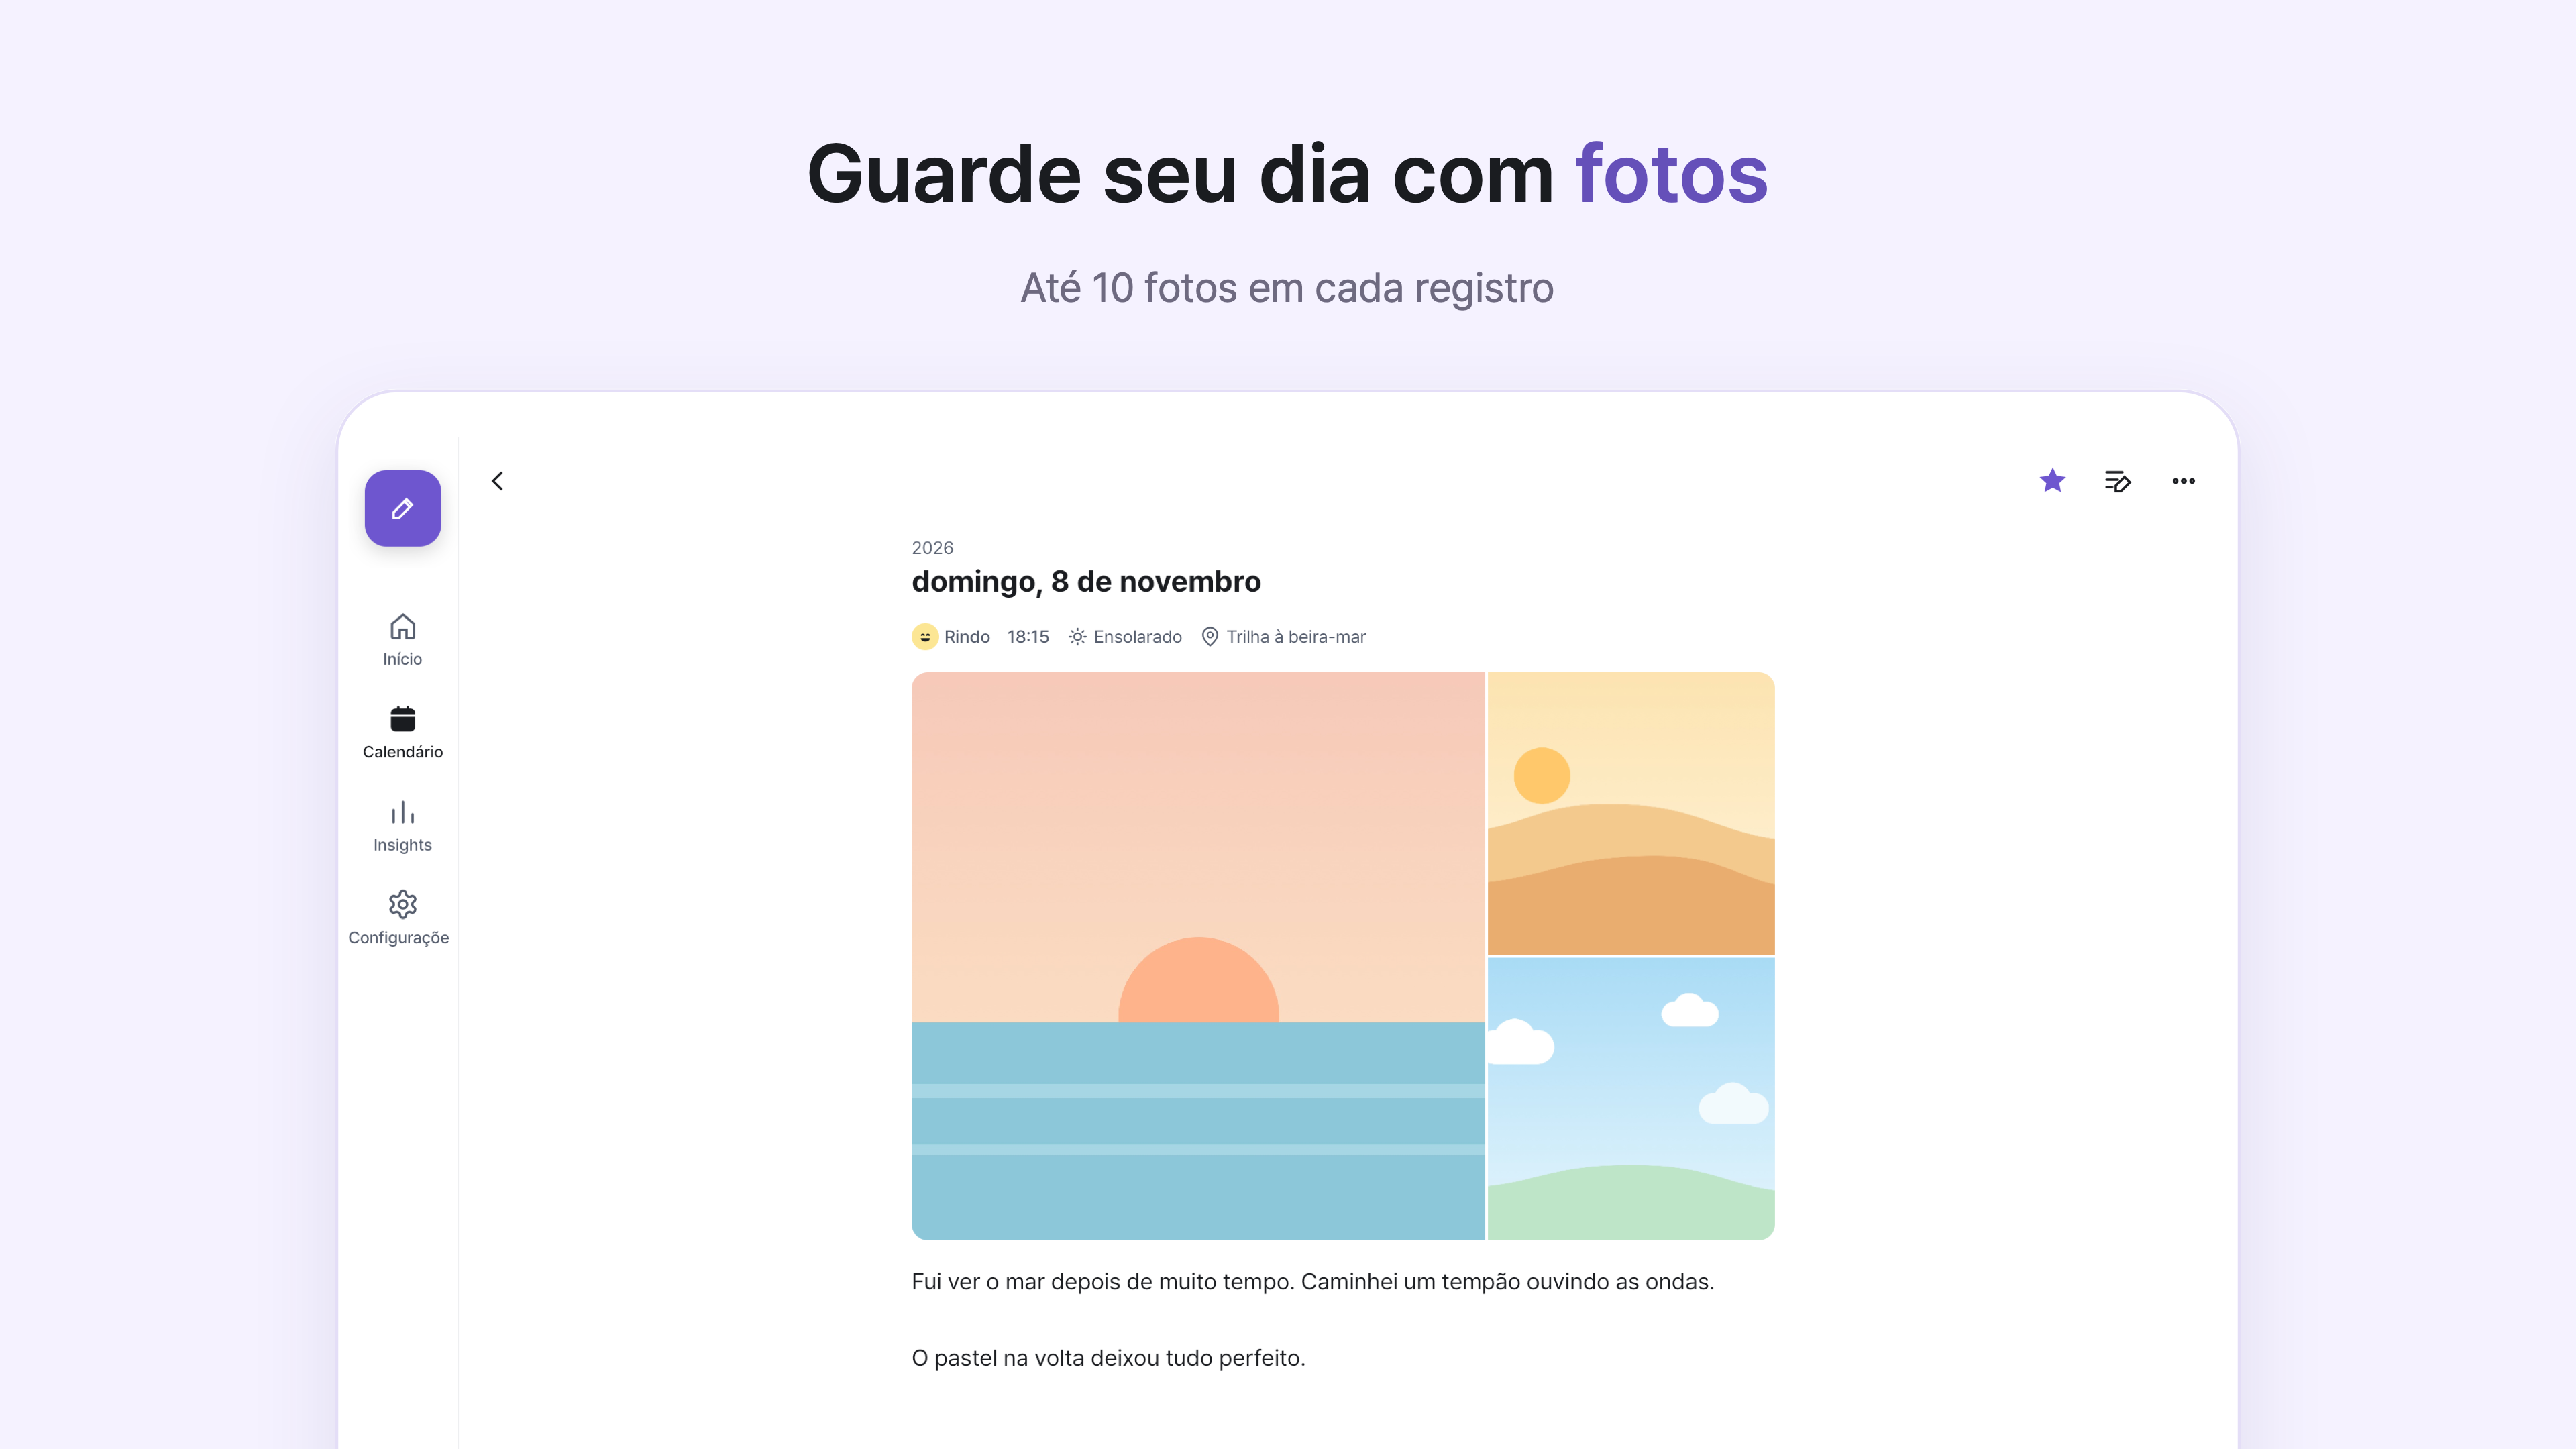 Guarde seu dia com fotos
Até 10 fotos em cada registro
Início
Calendário
Insights
Configuraçõe
2026
domingo, 8 de novembro
Rindo 18:15 Ensolarado Trilha à beira-mar
Fui ver o mar depois de muito tempo. Caminhei um tempão ouvindo as ondas.
O pastel na volta deixou tudo perfeito.